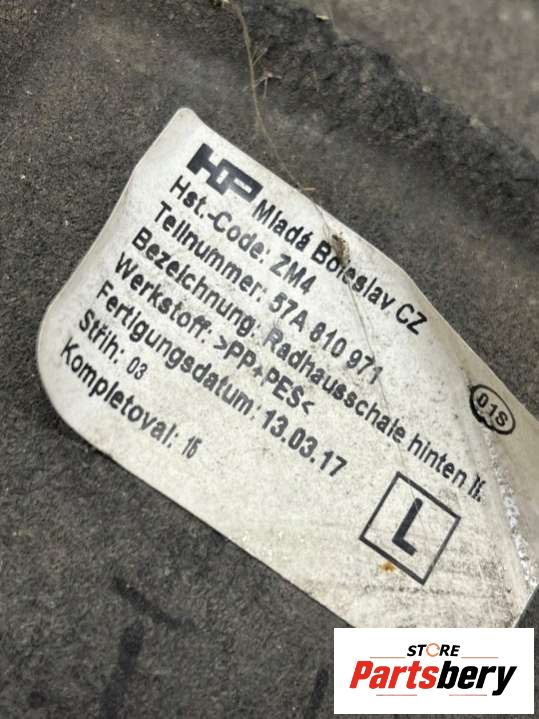 HP Mladá Boleslav CZ
Hst.-Code: ZM4
Teilnummer: 57A 810 971
Bezeichnung: Radhausschale hinten
Werkstoff: >PP+PES<
Fertigungsdatum: 13.03.17
Střih: 03
Kompletoval: 15
01S
L
STORE
Partsbery